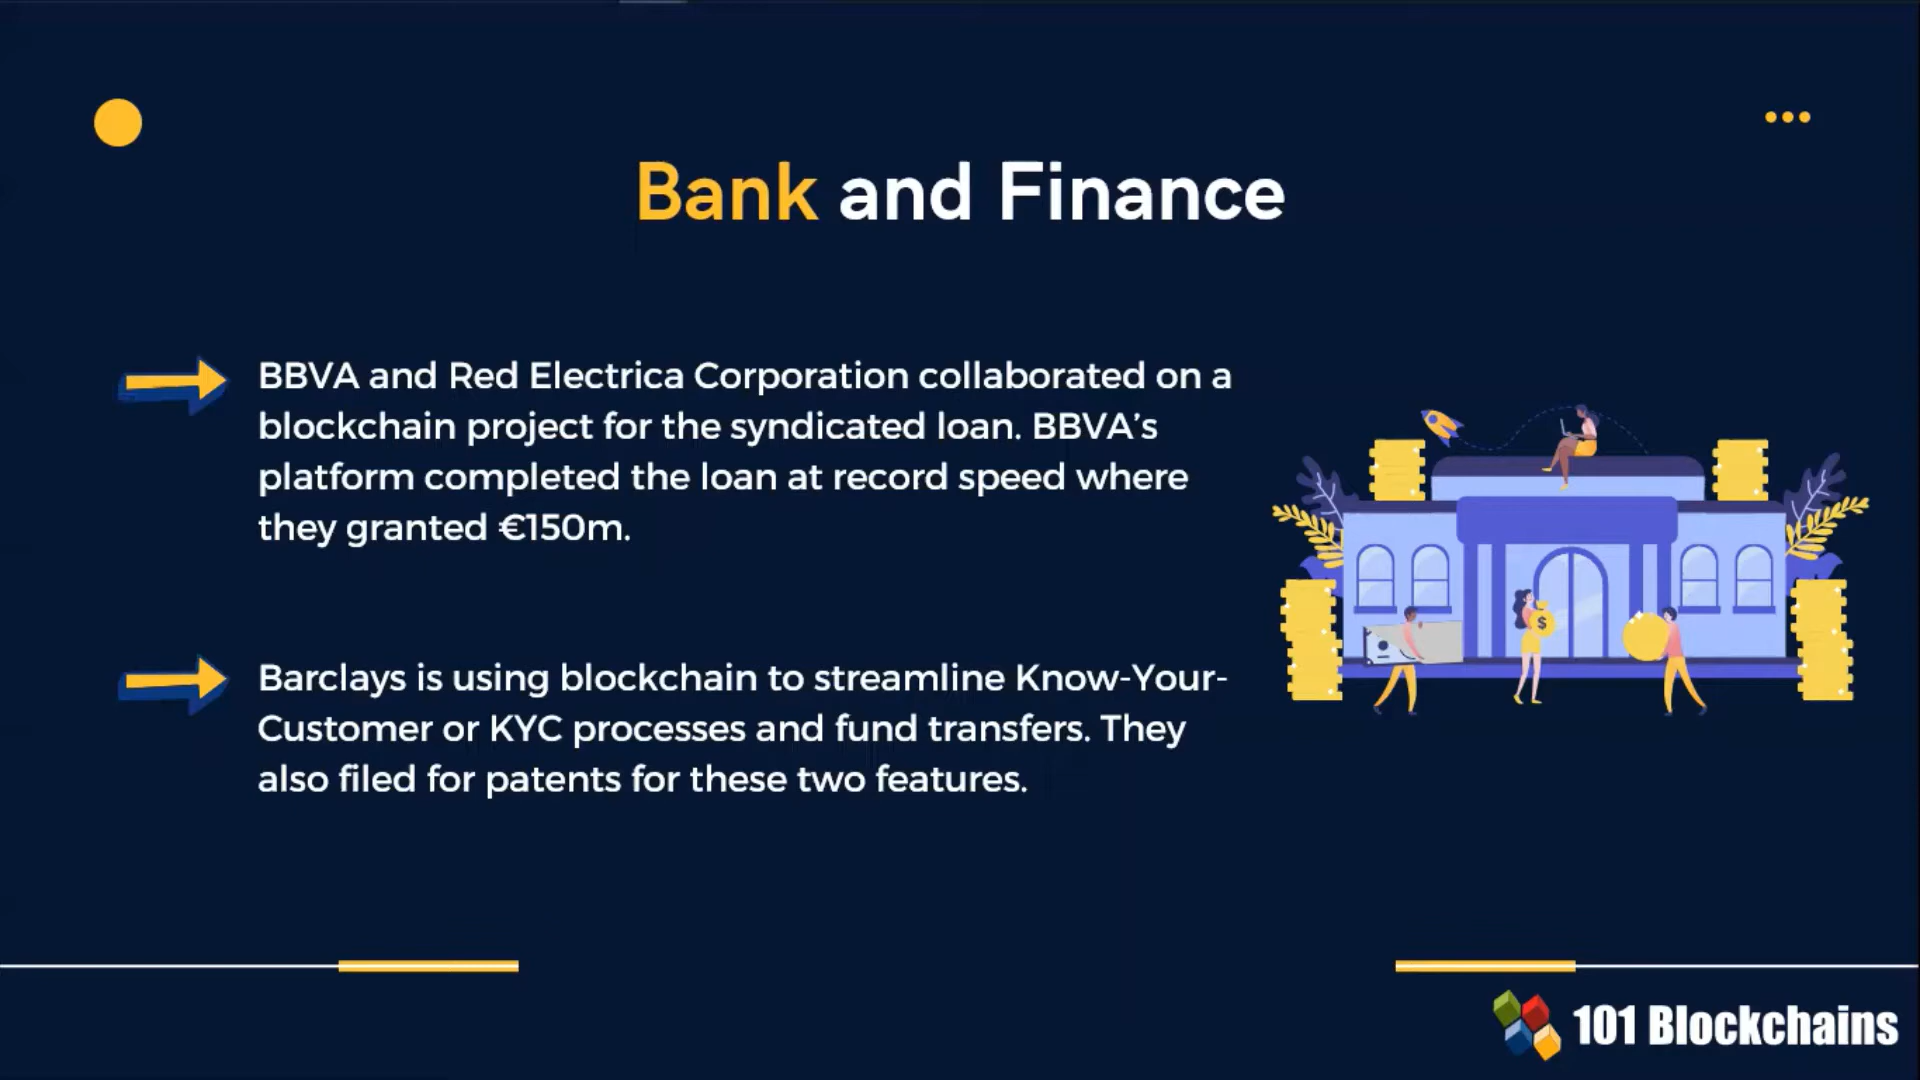 Bank and Finance
BBVA and Red Electrica Corporation collaborated on a
blockchain project for the syndicated loan. BBVA’s
platform completed the loan at record speed where
they granted €150m.
Barclays is using blockchain to streamline Know-Your-
Customer or KYC processes and fund transfers. They
also filed for patents for these two features.
$
101 Blockchains